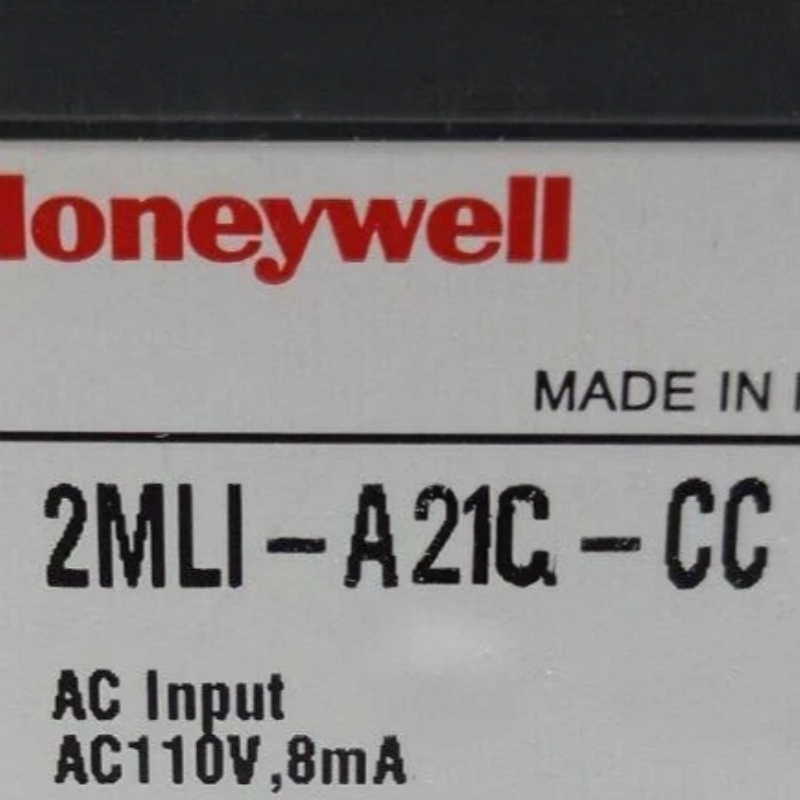 Honeywell
MADE IN
2MLI-A21C-CC
AC Input
AC110V,8mA